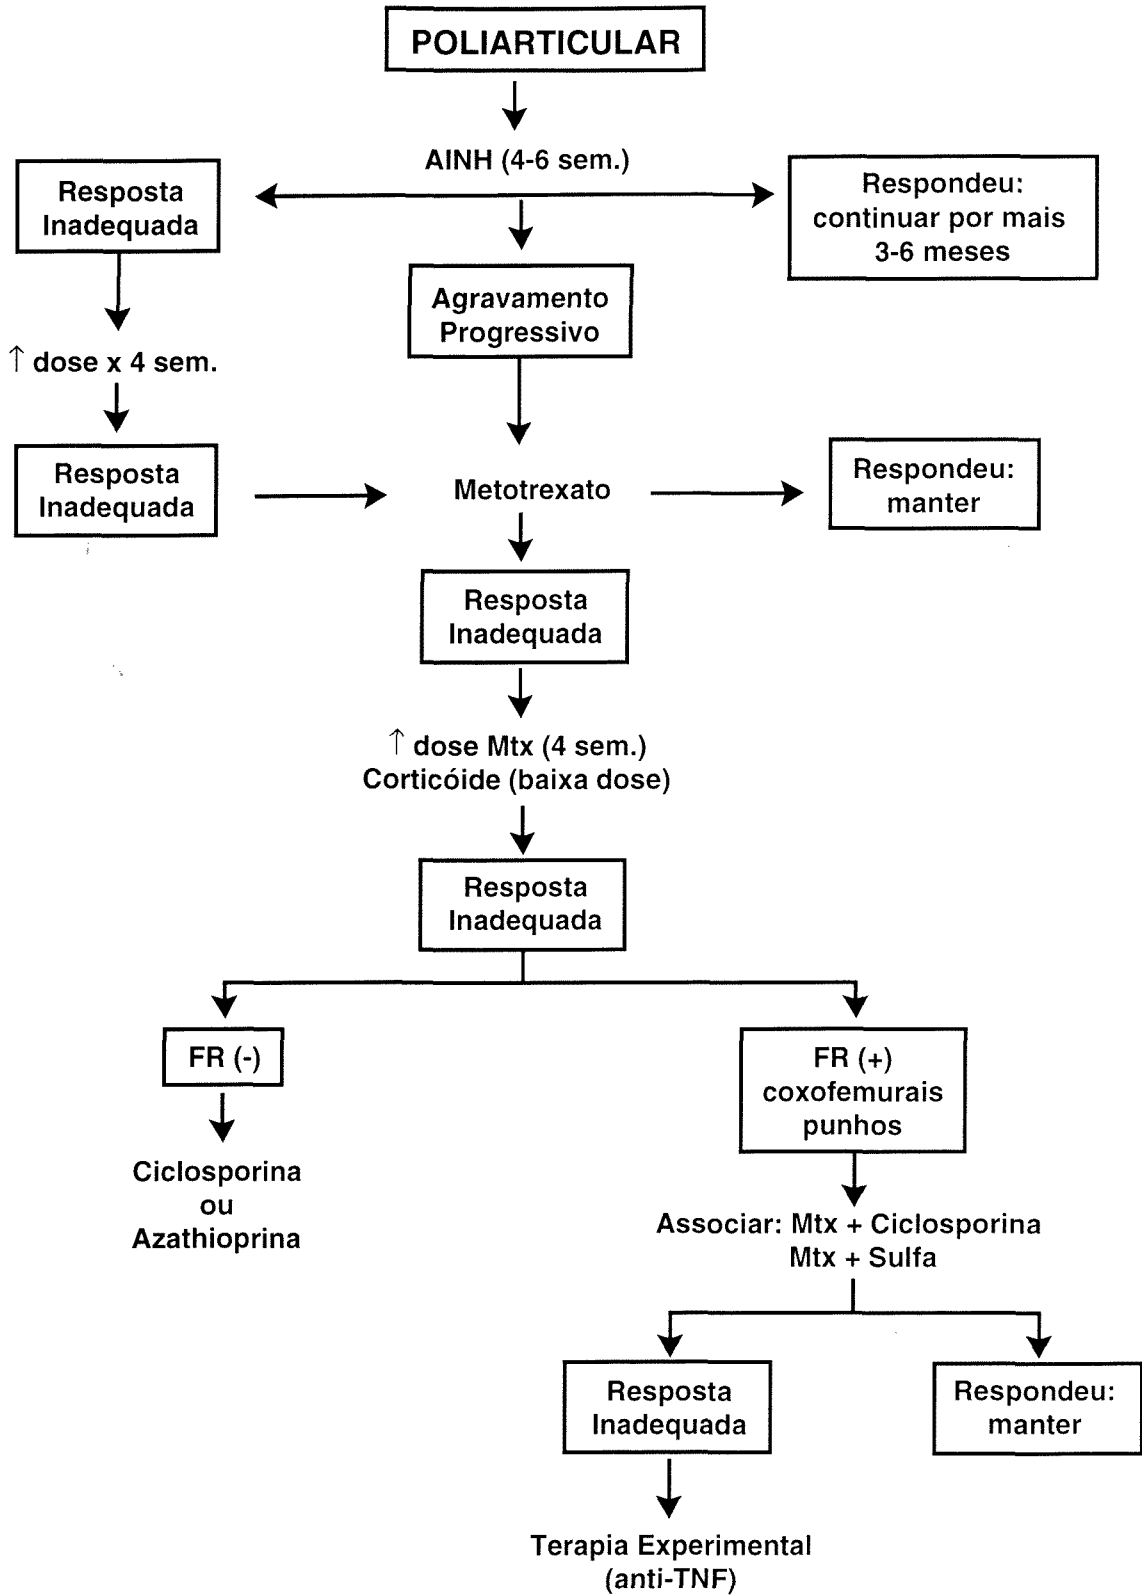 POLIARTICULAR
AINH (4-6 sem.)
Resposta
Inadequada
Respondeu:
continuar por mais
3-6 meses
Agravamento
Progressivo
↑ dose x 4 sem.
Resposta
Inadequada
Metotrexato
Respondeu:
manter
Resposta
Inadequada
↑ dose Mtx (4 sem.)
Corticóide (baixa dose)
Resposta
Inadequada
FR (-)
FR (+)
coxofemurais
punhos
Ciclosporina
ou
Azathioprina
Associar: Mtx + Ciclosporina
Mtx + Sulfa
Resposta
Inadequada
Respondeu:
manter
Terapia Experimental
(anti-TNF)